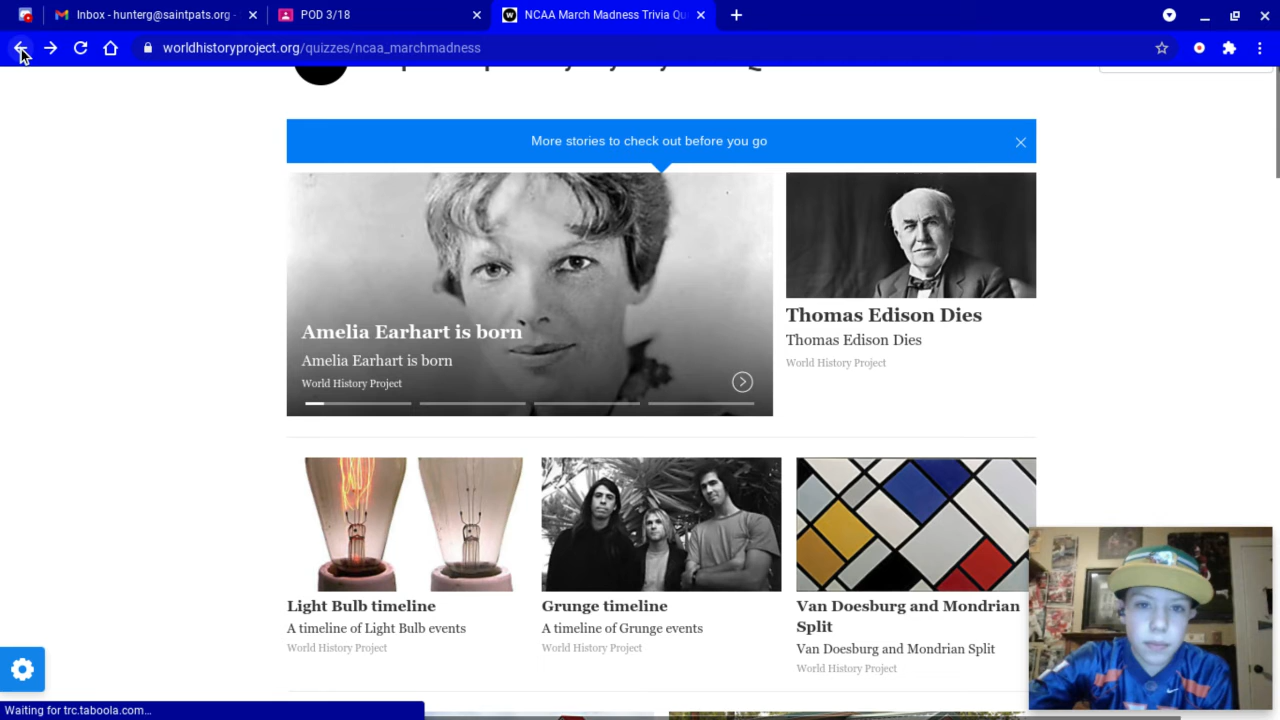 Inbox - hunterg@saintpats.org -
POD 3/18
NCAA March Madness Trivia Qu
worldhistoryproject.org/quizzes/ncaa_marchmadness
More stories to check out before you go
Amelia Earhart is born
Amelia Earhart is born
World History Project
Thomas Edison Dies
Thomas Edison Dies
World History Project
Light Bulb timeline
A timeline of Light Bulb events
World History Project
Grunge timeline
A timeline of Grunge events
World History Project
Van Doesburg and Mondrian
Split
Van Doesburg and Mondrian Split
World History Project
Waiting for trc.taboola.com...